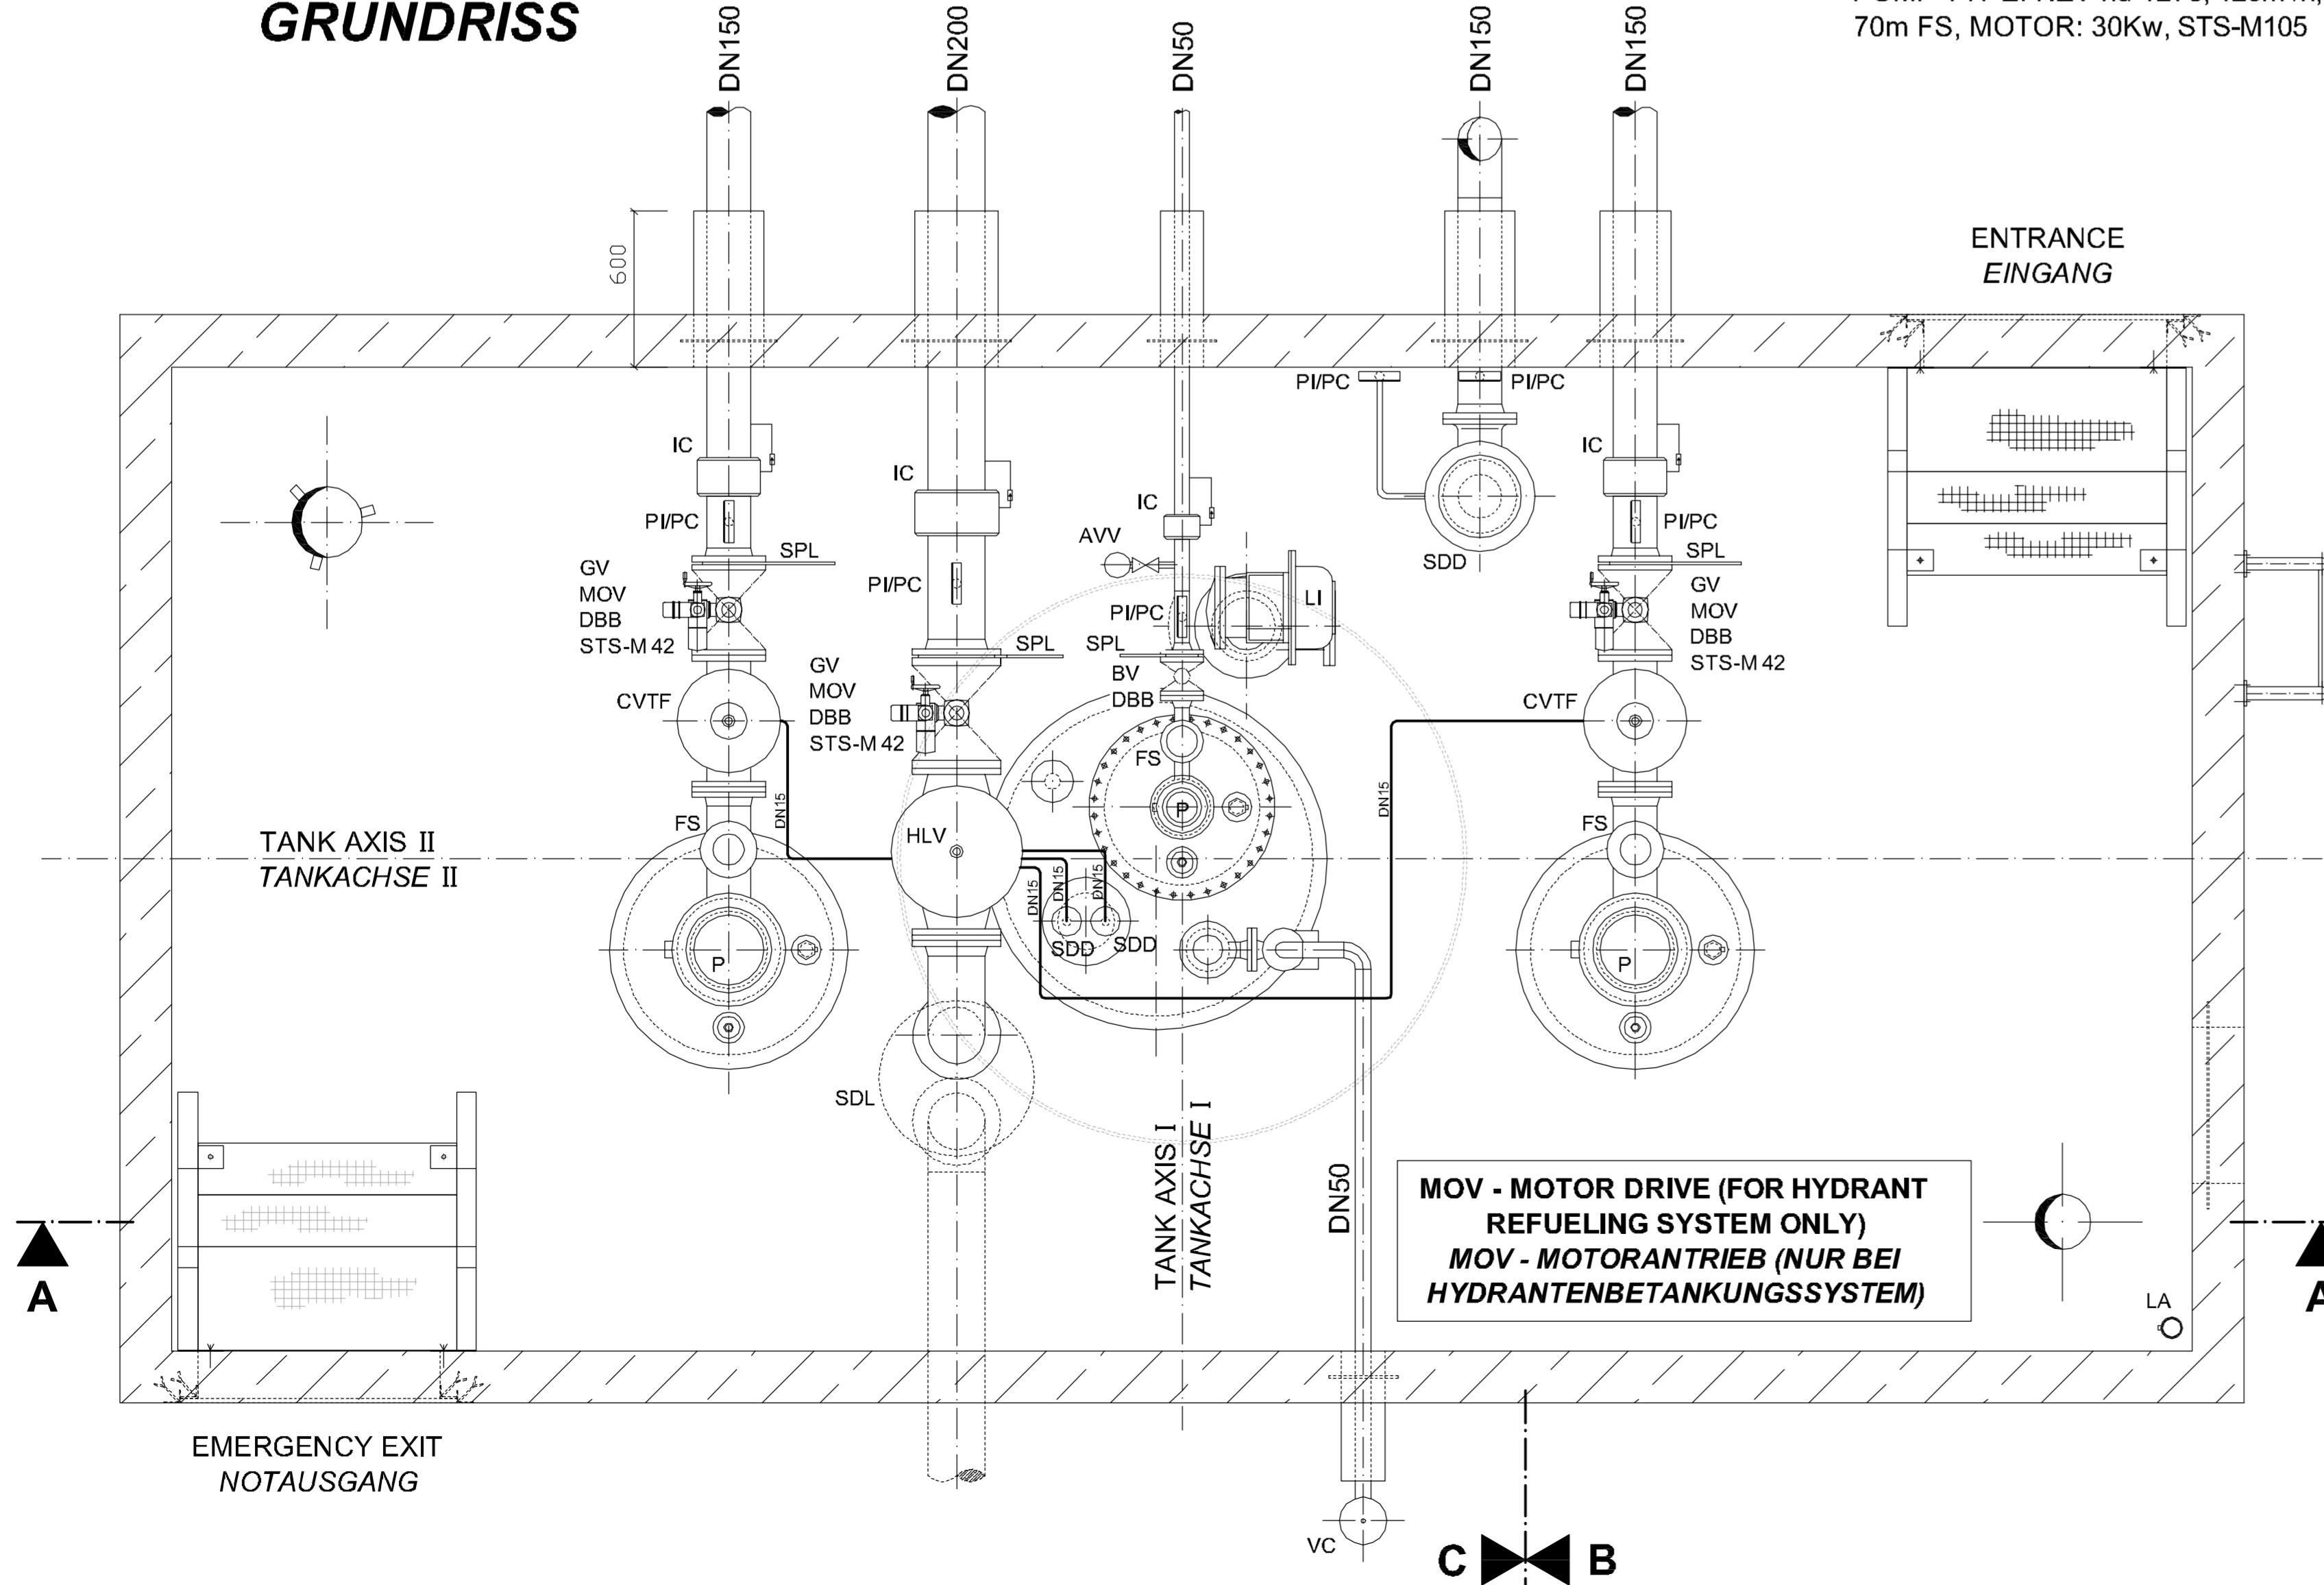 GRUNDRISS
70m FS, MOTOR: 30Kw, STS-M105
DN150
DN200
DN50
DN150
DN150
600
ENTRANCE
EINGANG
PI/PC
PI/PC
IC
IC
IC
IC
PI/PC
SPL
AVV
SDD
PI/PC
SPL
GV
MOV
DBB
STS-M 42
PI/PC
PI/PC
LI
GV
MOV
DBB
STS-M 42
SPL
SPL
BV
DBB
GV
MOV
DBB
STS-M 42
CVTF
CVTF
FS
DN15
DN15
FS
HLV
P
FS
TANK AXIS II
TANKACHSE II
DN15
DN15
DN15
SDD
SDD
P
P
SDL
TANK AXIS I
TANKACHSE I
DN50
MOV - MOTOR DRIVE (FOR HYDRANT
REFUELING SYSTEM ONLY)
MOV - MOTORANTRIEB (NUR BEI
HYDRANTENBETANKUNGSSYSTEM)
A
A
LA
EMERGENCY EXIT
NOTAUSGANG
VC
C
B